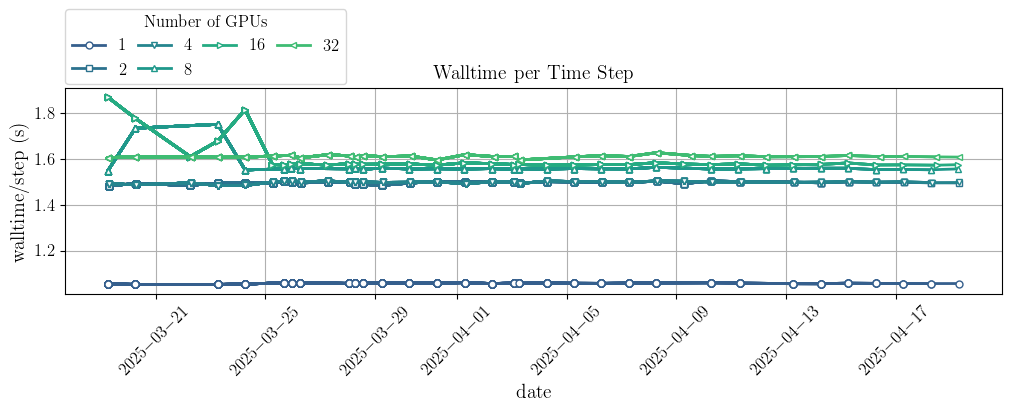 Number of GPUs
1 4 16 32
2 8
Walltime per Time Step
walltime/step (s)
1.8
1.6
1.4
1.2
2025−03−21 2025−03−25 2025−03−29 2025−04−01 2025−04−05 2025−04−09 2025−04−13 2025−04−17
date